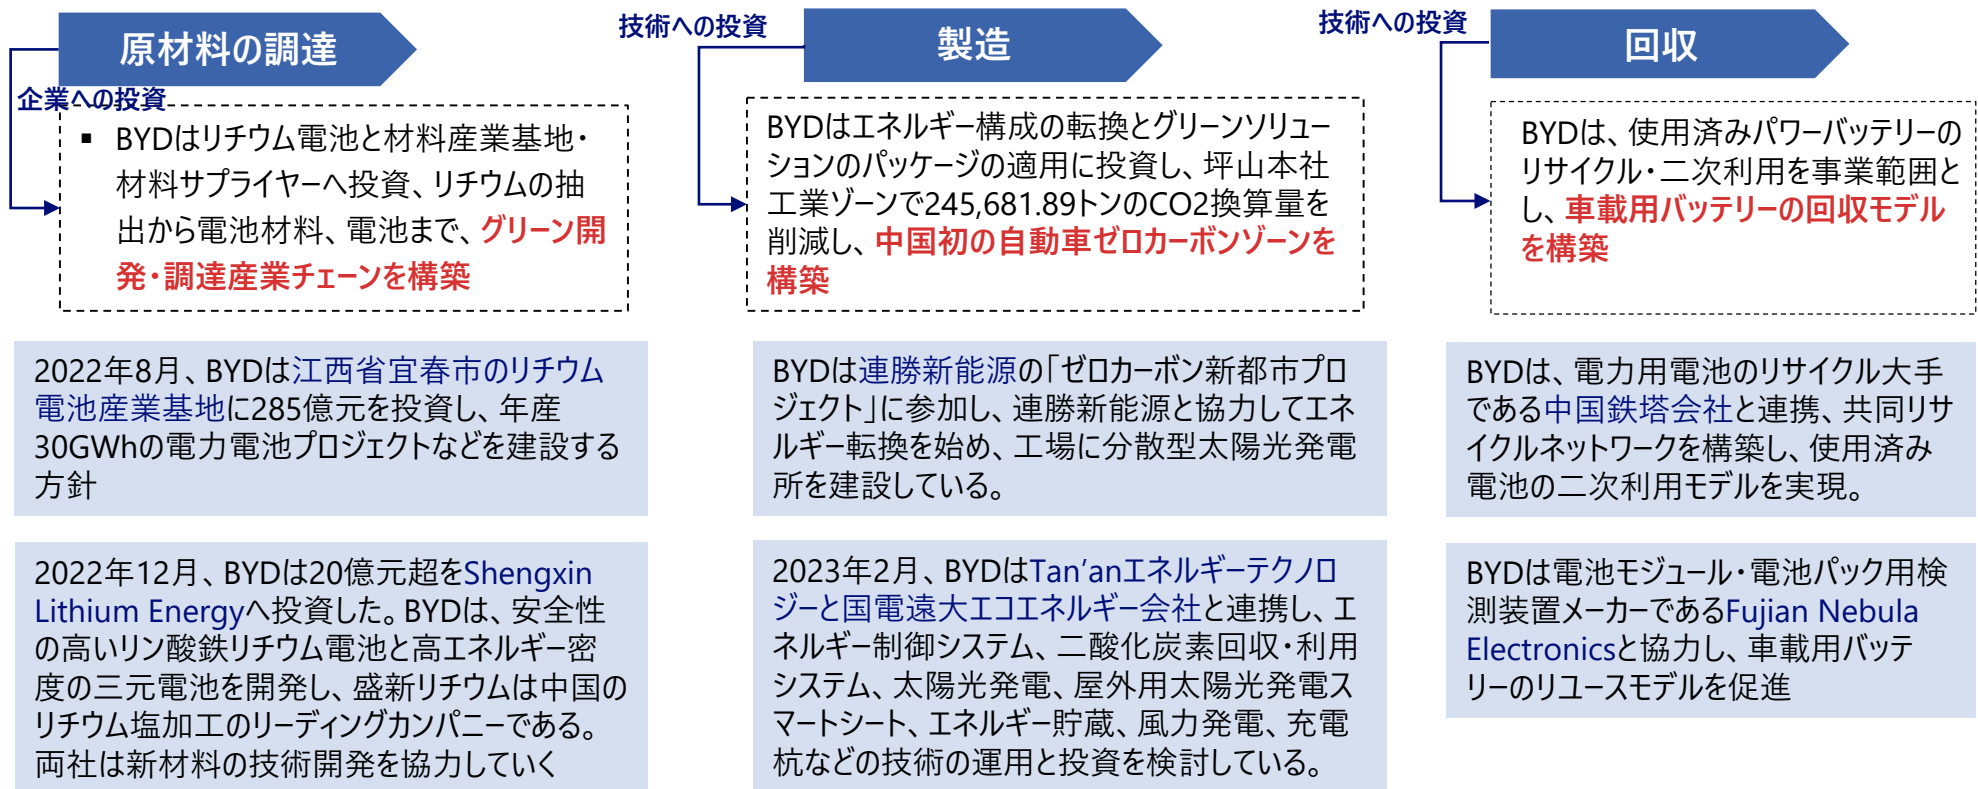 原材料の調達
企業への投資
▪ BYDはリチウム電池と材料産業基地・
材料サプライヤーへ投資、リチウムの抽
出から電池材料、電池まで、グリーン開
発・調達産業チェーンを構築
2022年8月、BYDは江西省宜春市のリチウム
電池産業基地に285億元を投資し、年産
30GWhの電力電池プロジェクトなどを建設する
方針
2022年12月、BYDは20億元超をShengxin
Lithium Energyへ投資した。BYDは、安全性
の高いリン酸鉄リチウム電池と高エネルギー密
度の三元電池を開発し、盛新リチウムは中国の
リチウム塩加工のリーディングカンパニーである。
両社は新材料の技術開発を協力していく
技術への投資
製造
BYDはエネルギー構成の転換とグリーンソリュー
ションのパッケージの適用に投資し、坪山本社
工業ゾーンで245,681.89トンのCO2換算量を
削減し、中国初の自動車ゼロカーボンゾーンを
構築
BYDは連勝新能源の「ゼロカーボン新都市プロ
ジェクト」に参加し、連勝新能源と協力してエネ
ルギー転換を始め、工場に分散型太陽光発電
所を建設している。
2023年2月、BYDはTan’anエネルギーテクノロ
ジーと国電遠大エコエネルギー会社と連携し、エ
ネルギー制御システム、二酸化炭素回収・利用
システム、太陽光発電、屋外用太陽光発電ス
マートシート、エネルギー貯蔵、風力発電、充電
杭などの技術の運用と投資を検討している。
技術への投資
回収
BYDは、使用済みパワーバッテリーの
リサイクル・二次利用を事業範囲と
し、車載用バッテリーの回収モデル
を構築
BYDは、電力用電池のリサイクル大手
である中国鉄塔会社と連携、共同リサ
イクルネットワークを構築し、使用済み
電池の二次利用モデルを実現。
BYDは電池モジュール・電池パック用検
測装置メーカーであるFujian Nebula
Electronicsと協力し、車載用バッテ
リーのリユースモデルを促進